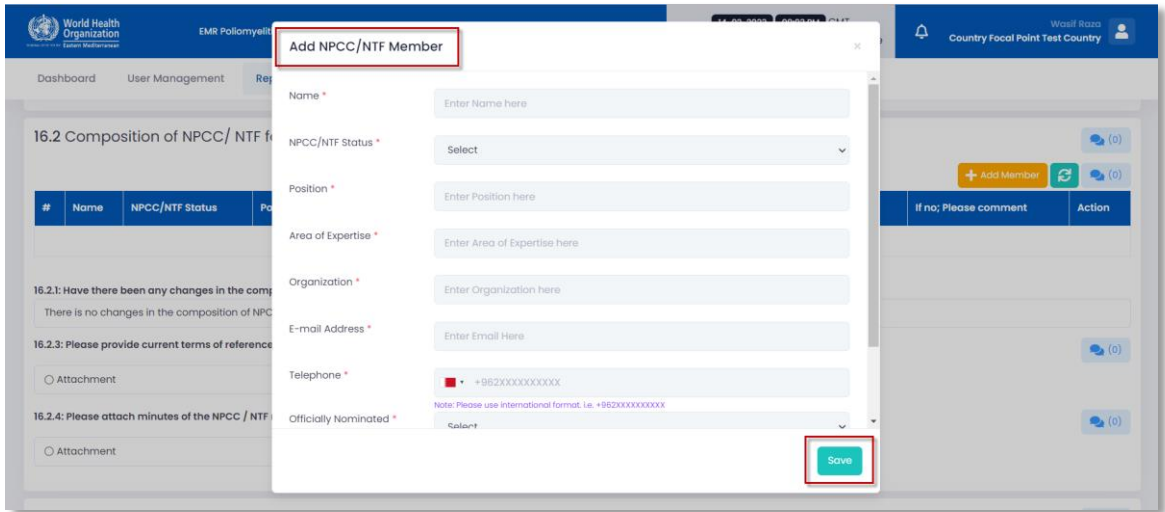 World Health
Organization
Eastern Mediterranean
EMR Poliomyelit
GMT
Wasif Raza
Country Focal Point Test Country
Dashboard User Management Rep
Add NPCC/NTF Member
×
Name *
Enter Name here
NPCC/NTF Status *
Select
Position *
Enter Position here
Area of Expertise *
Enter Area of Expertise here
Organization *
Enter Organization here
E-mail Address *
Enter Email Here
Telephone *
+962XXXXXXXXXX
Note: Please use international format. i.e. +962XXXXXXXXXX
Officially Nominated *
Select
Save
16.2 Composition of NPCC/ NTF f
(0)
+ Add Member
(0)
# Name NPCC/NTF Status Po If no; Please comment Action
16.2.1: Have there been any changes in the comp
There is no changes in the composition of NPC
16.2.3: Please provide current terms of reference
(0)
Attachment
16.2.4: Please attach minutes of the NPCC / NTF
(0)
Attachment